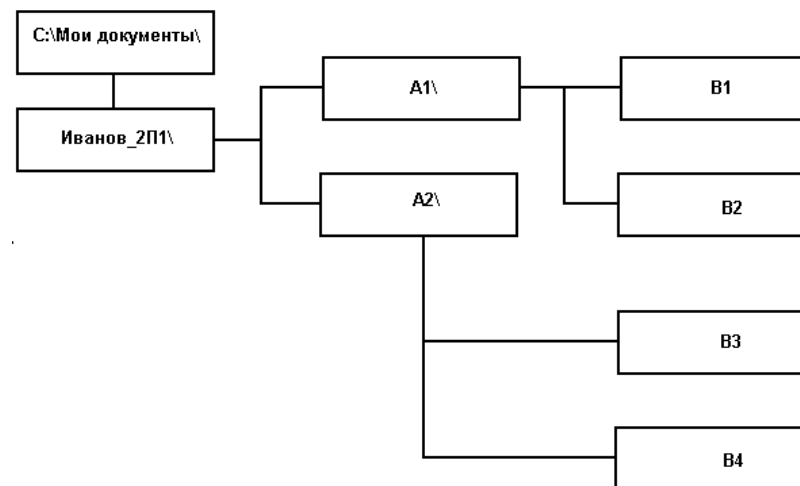 С:\Мои документы\
Иванов_2П1\
А1\
А2\
В1
В2
В3
В4